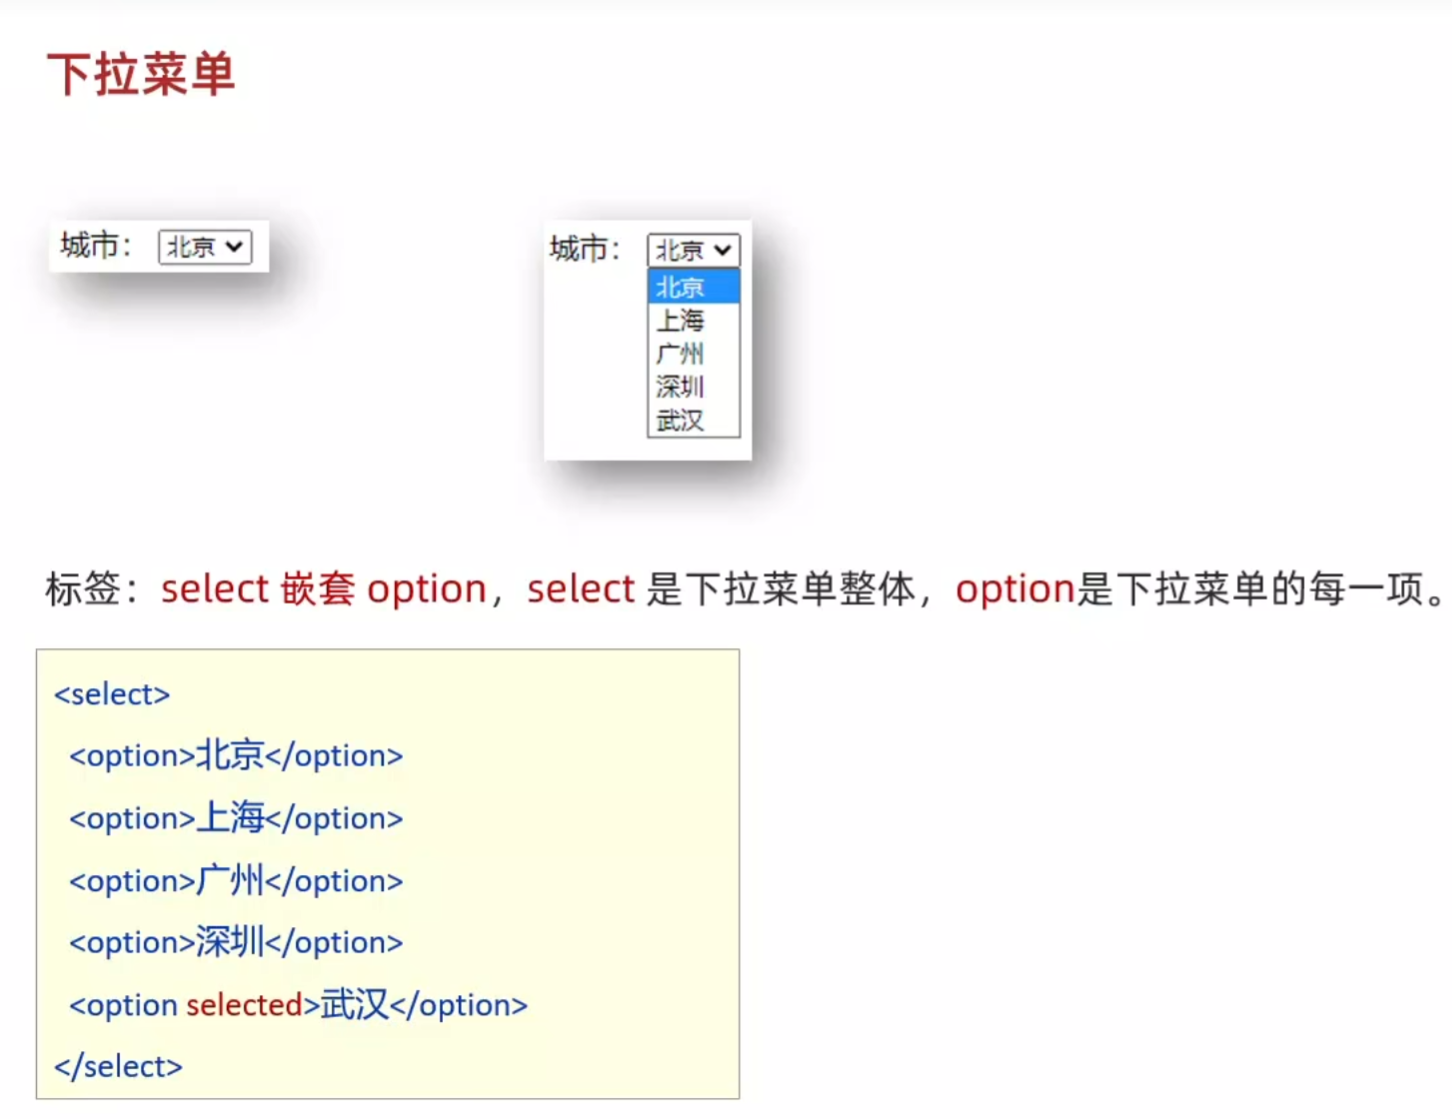 下拉菜单
城市： 北京
城市： 北京
北京
上海
广州
深圳
武汉
标签：select 嵌套 option，select 是下拉菜单整体，option是下拉菜单的每一项。
<select>
<option>北京</option>
<option>上海</option>
<option>广州</option>
<option>深圳</option>
<option selected>武汉</option>
</select>